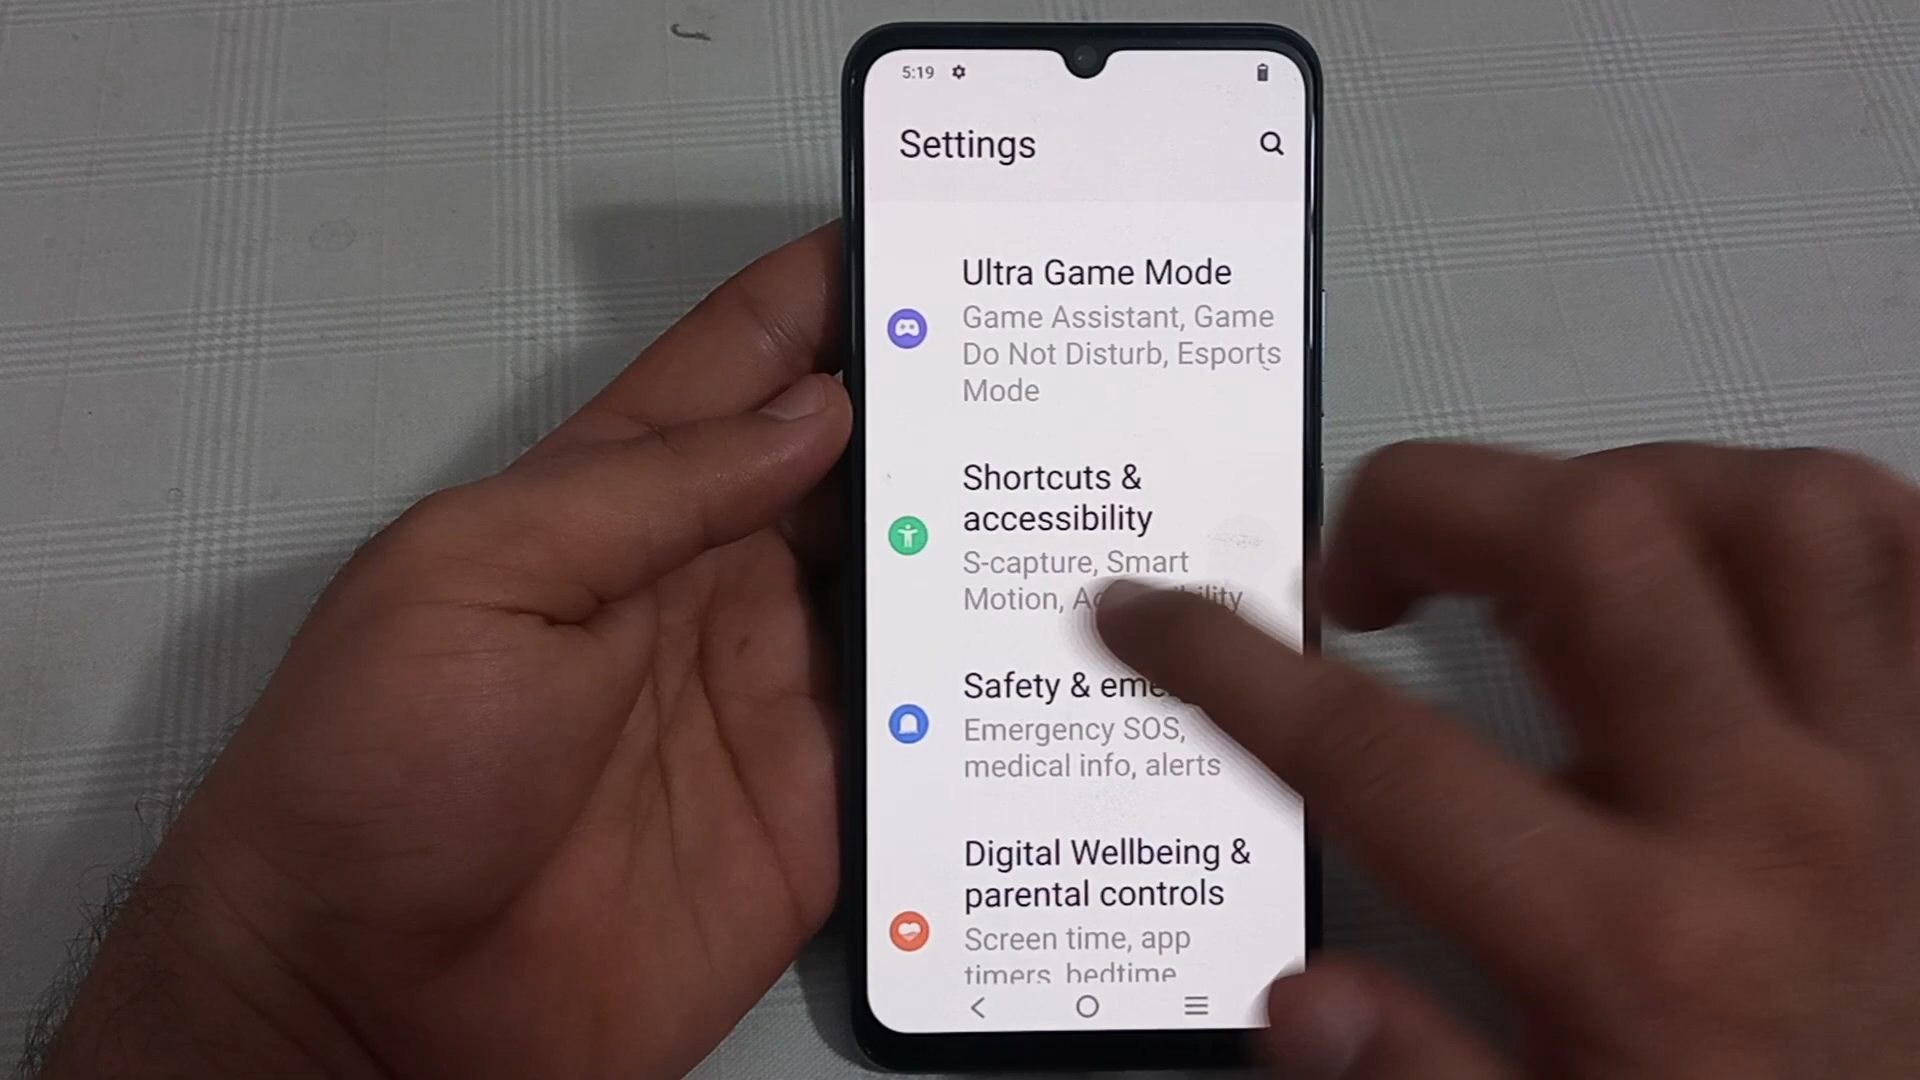 5:19
Settings
Ultra Game Mode
Game Assistant, Game
Do Not Disturb, Esports
Mode
Shortcuts &
accessibility
S-capture, Smart
Motion,
Safety &
Emergency SOS,
medical info, alerts
Digital Wellbeing &
parental controls
Screen time, app
timers, bedtime